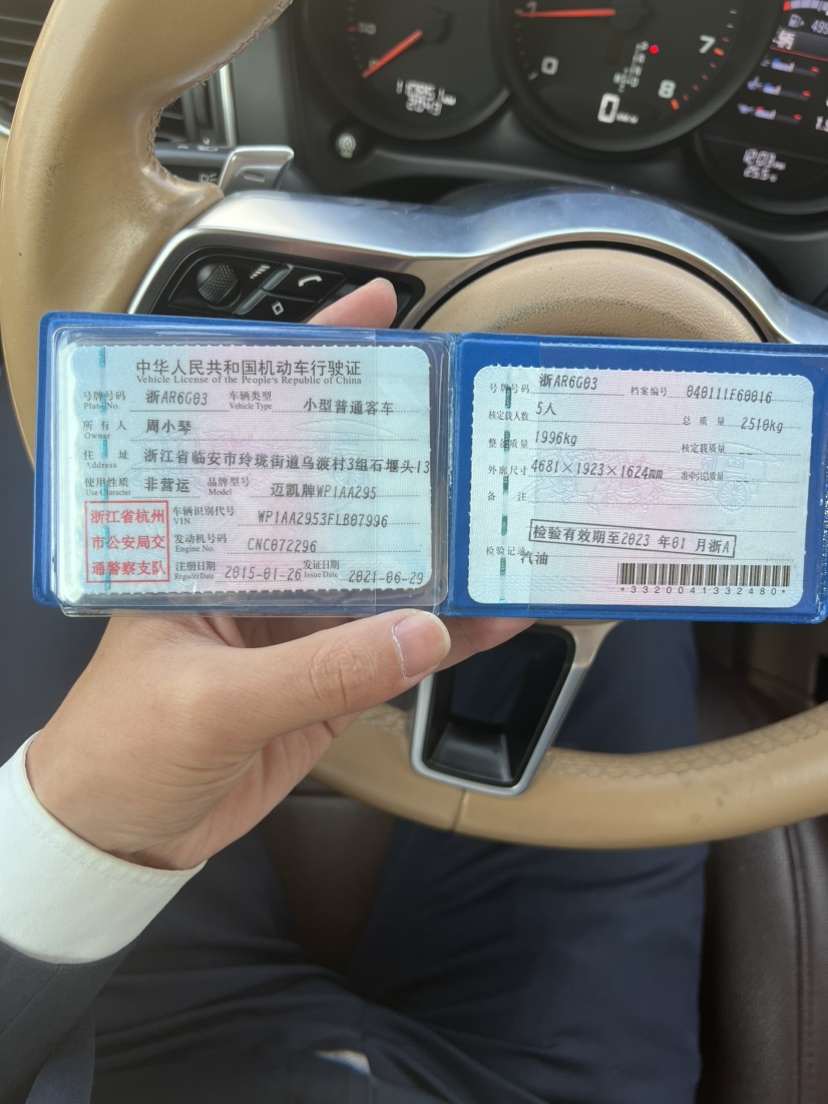 7
0
8
0
中华人民共和国机动车行驶证
Vehicle License of the People's Republic of China
号牌号码 浙AR6G03 车辆类型 小型普通客车
Plate No. Vehicle Type
所有人 周小琴
Owner
住址 浙江省临安市玲珑街道乌渡村3组石堰头13
Address
使用性质 非营运 品牌型号 迈凯牌WP1AA295
Use Character Model
浙江省杭州
市公安局交
通警察支队
车辆识别代号 WP1AA2953FLB07996
VIN
发动机号码 CNC072296
Engine No.
注册日期 2015-01-26 发证日期 2021-06-29
Register Date Issue Date
号牌号码 浙AR6G03 档案编号 040111F60016
核定载人数 5人 总质量 2510kg
整备质量 1996kg 核定载质量 --
外廓尺寸 4681×1923×1624mm 准牵引总质量 --
备注
检验有效期至2023年01月浙A
检验记录 汽油
*3320041332480*